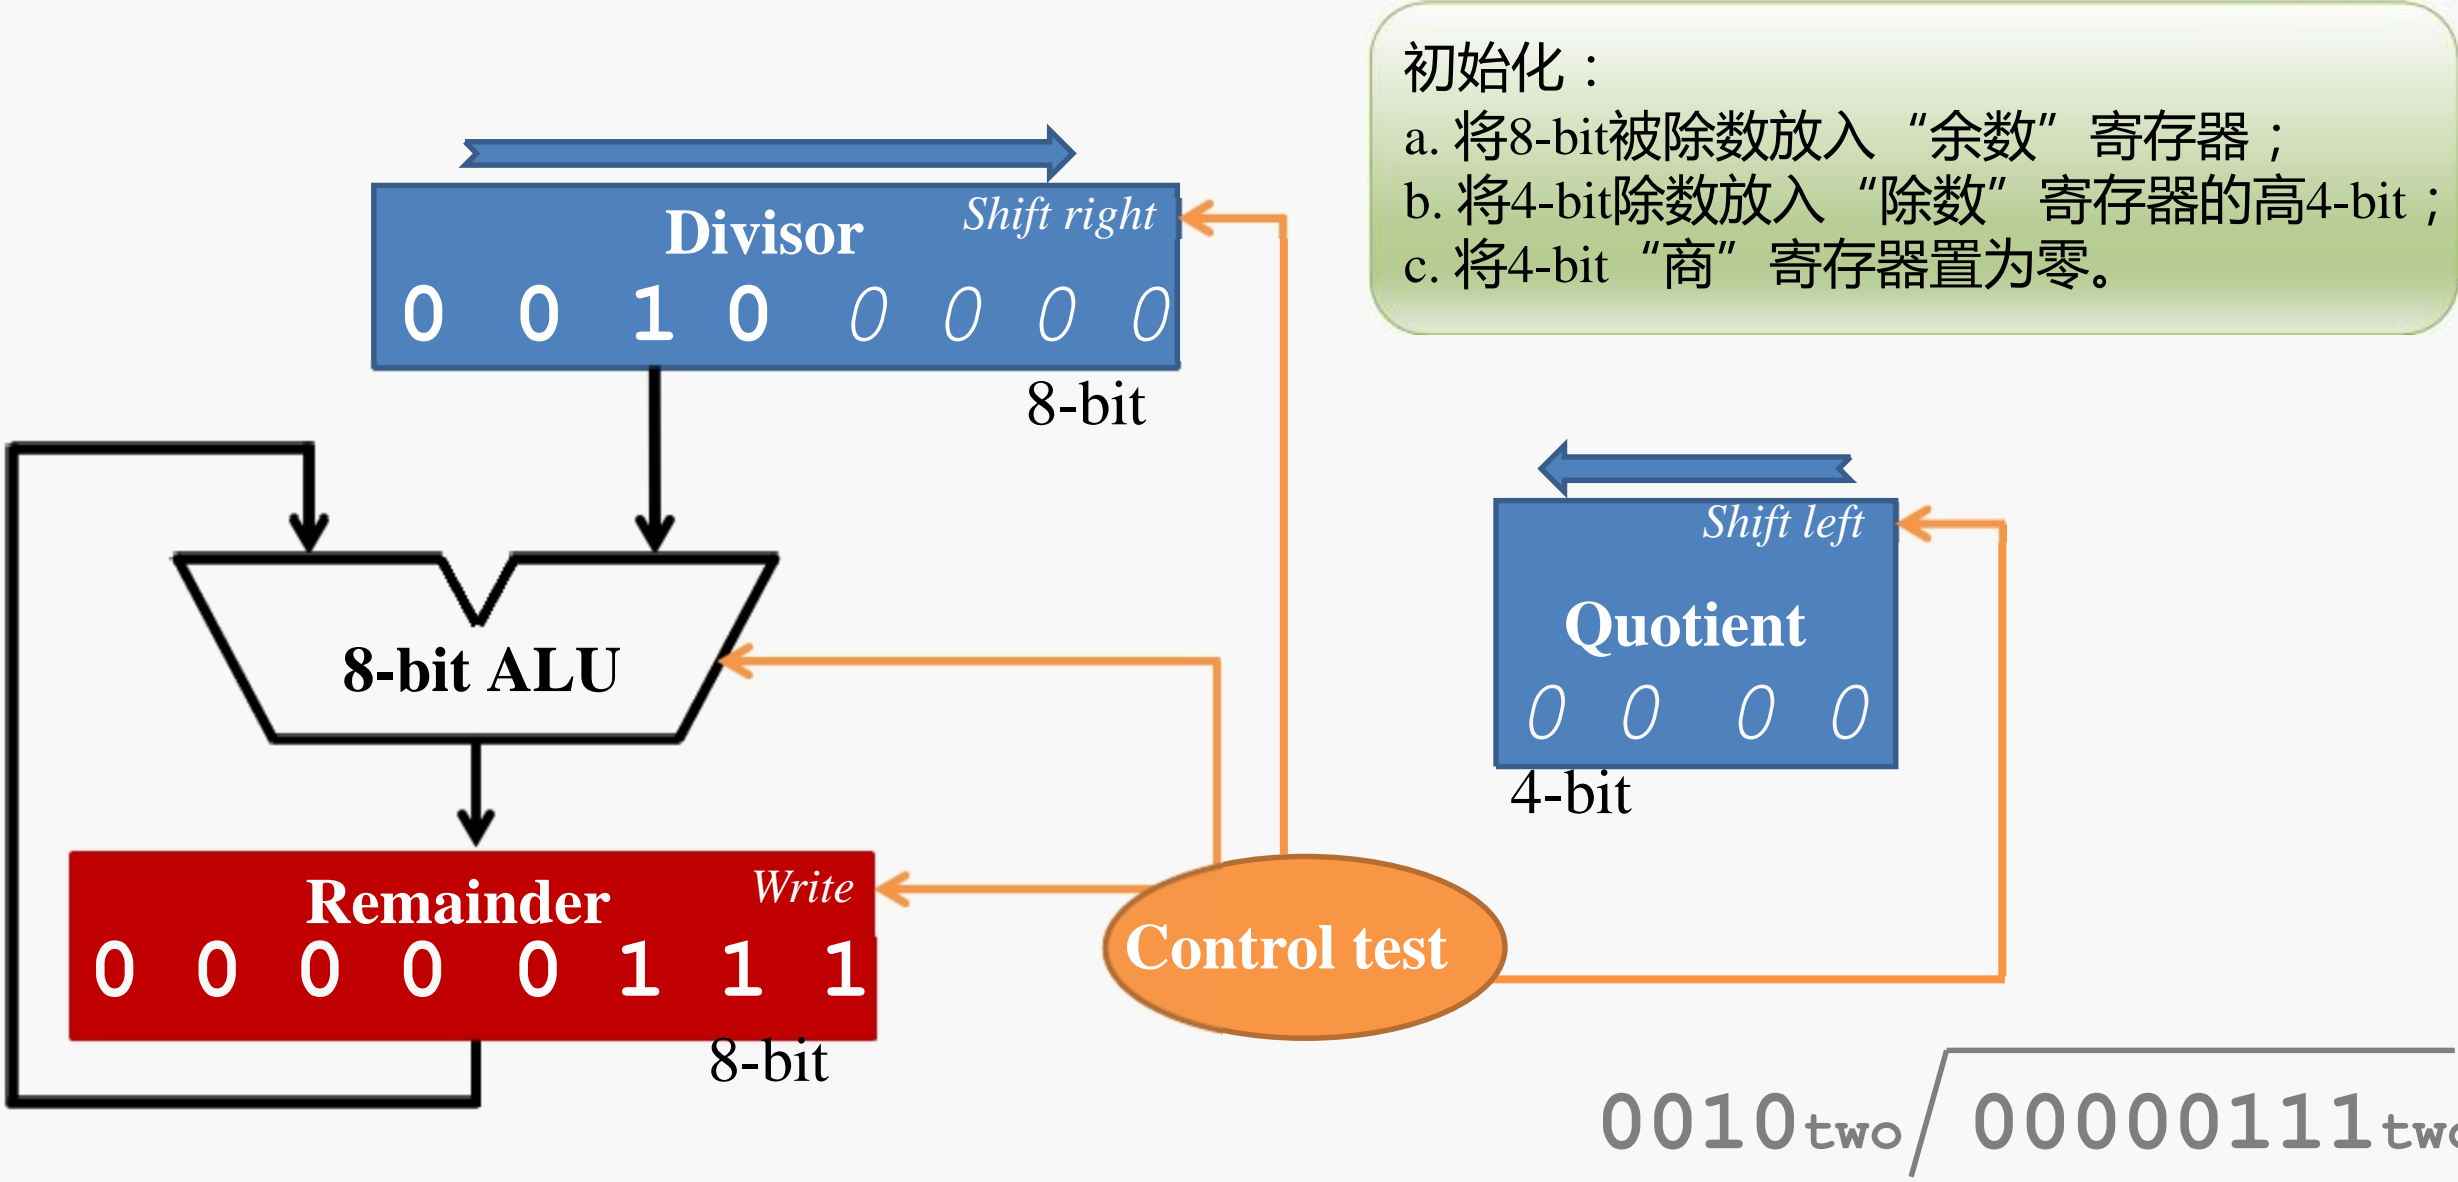 初始化：
a. 将8-bit被除数放入“余数”寄存器；
b. 将4-bit除数放入“除数”寄存器的高4-bit；
c. 将4-bit“商”寄存器置为零。
Shift right
Divisor
0 0 1 0 0 0 0 0
8-bit
Shift left
Quotient
0 0 0 0
4-bit
8-bit ALU
Write
Remainder
0 0 0 0 0 1 1 1
8-bit
Control test
0010two 00000111two